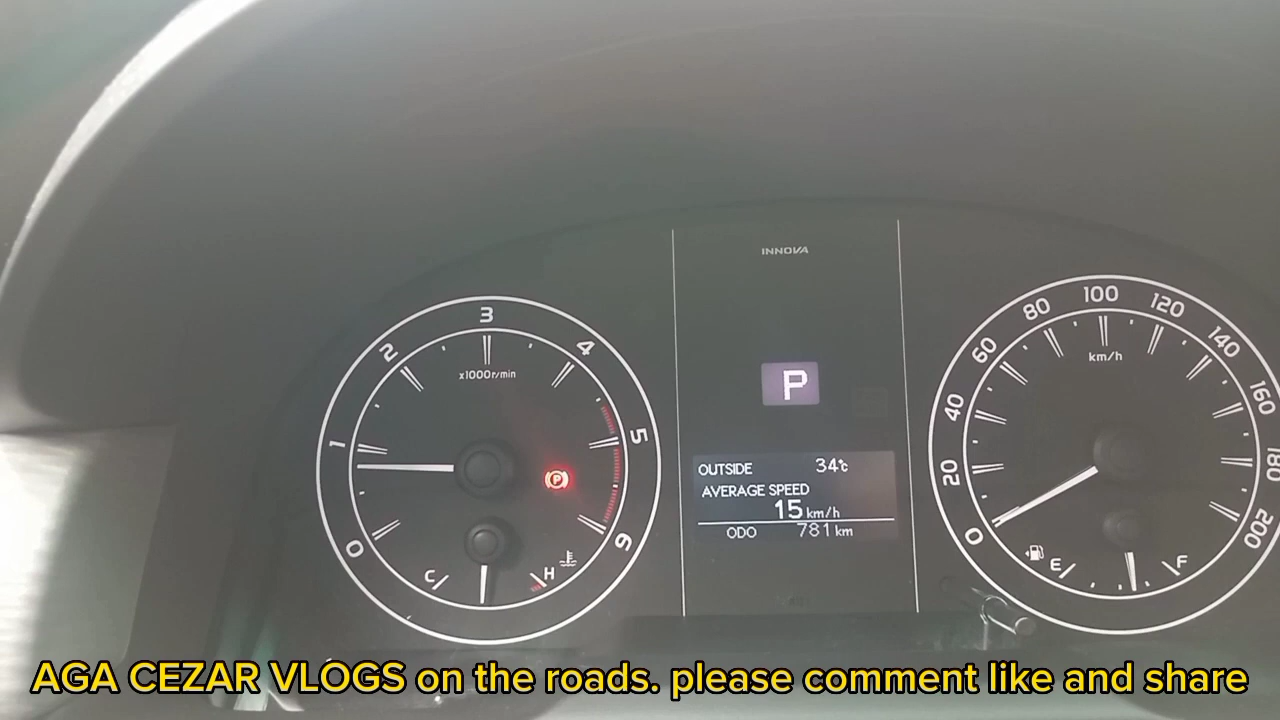 INNOVA
0
1
2
3
4
5
6
x1000r/min
P
C
H
P
OUTSIDE 34°C
AVERAGE SPEED
15 km/h
ODO 781 km
0
20
40
60
80
100
120
140
160
180
200
km/h
E
F
AGA CEZAR VLOGS on the roads. please comment like and share